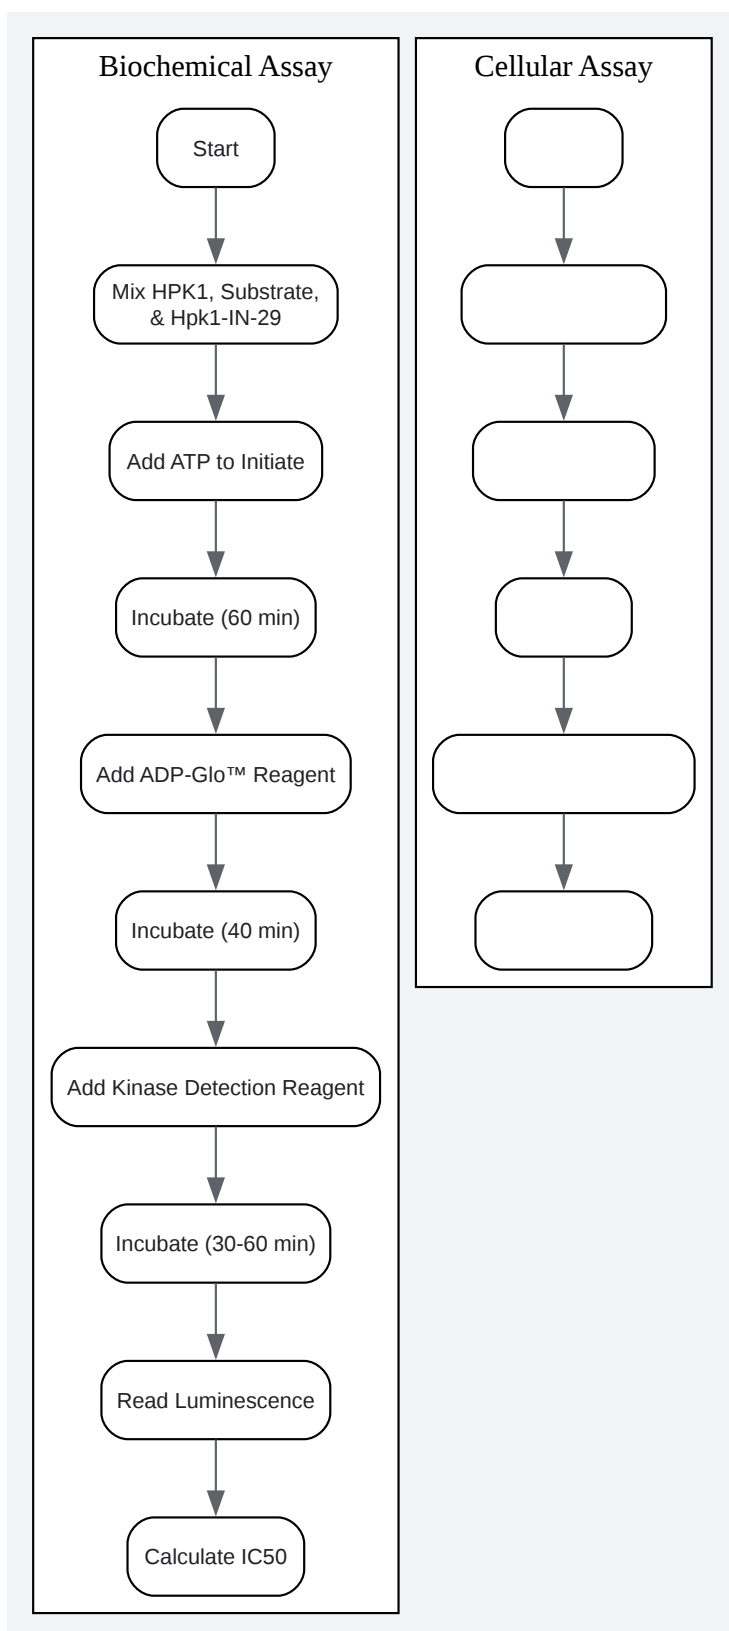 Biochemical Assay
Start
Mix HPK1, Substrate,
& Hpk1-IN-29
Add ATP to Initiate
Incubate (60 min)
Add ADP-Glo™ Reagent
Incubate (40 min)
Add Kinase Detection Reagent
Incubate (30-60 min)
Read Luminescence
Calculate IC50
Cellular Assay